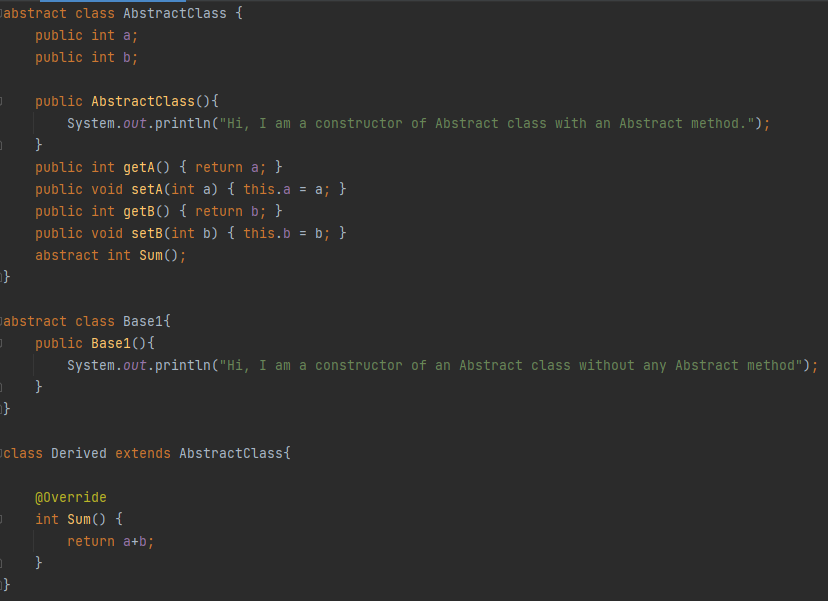 abstract class AbstractClass {
    public int a;
    public int b;

    public AbstractClass(){
        System.out.println("Hi, I am a constructor of Abstract class with an Abstract method.");
    }
    public int getA() { return a; }
    public void setA(int a) { this.a = a; }
    public int getB() { return b; }
    public void setB(int b) { this.b = b; }
    abstract int Sum();
}

abstract class Base1{
    public Base1(){
        System.out.println("Hi, I am a constructor of an Abstract class without any Abstract method");
    }
}

class Derived extends AbstractClass{

    @Override
    int Sum() {
        return a+b;
    }
}